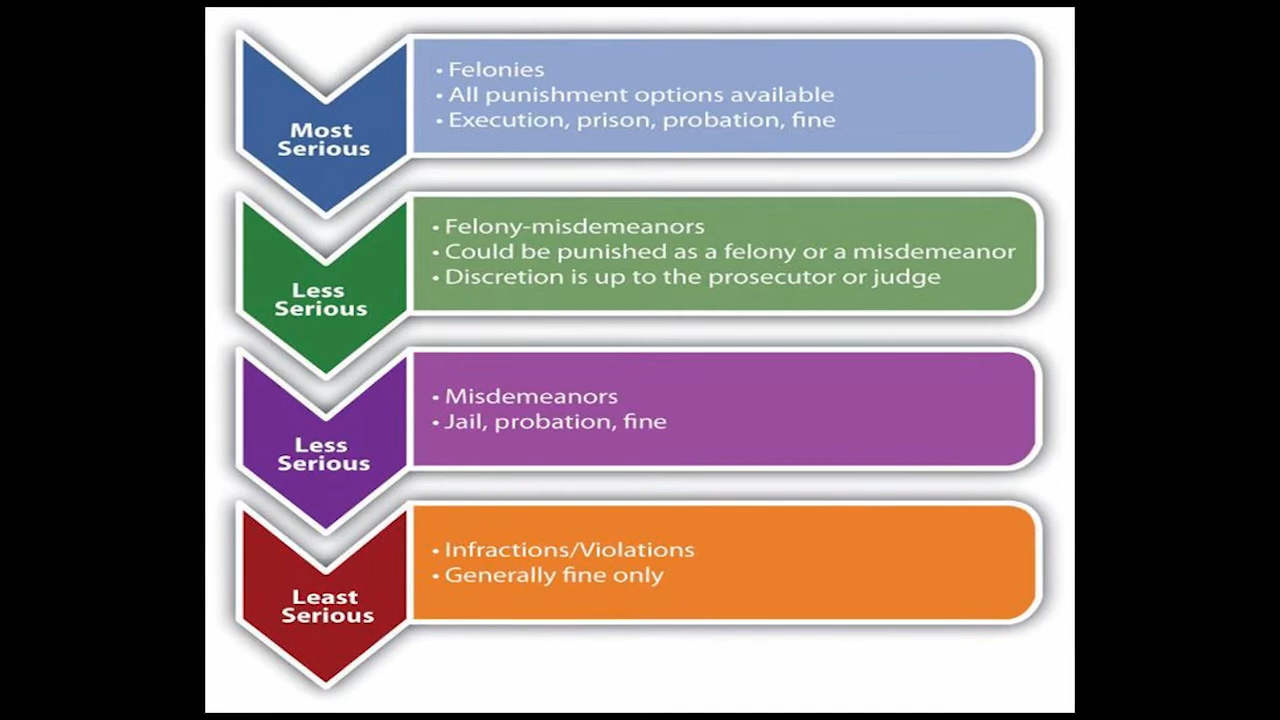 Most
Serious
• Felonies
• All punishment options available
• Execution, prison, probation, fine
Less
Serious
• Felony-misdemeanors
• Could be punished as a felony or a misdemeanor
• Discretion is up to the prosecutor or judge
Less
Serious
• Misdemeanors
• Jail, probation, fine
Least
Serious
• Infractions/Violations
• Generally fine only